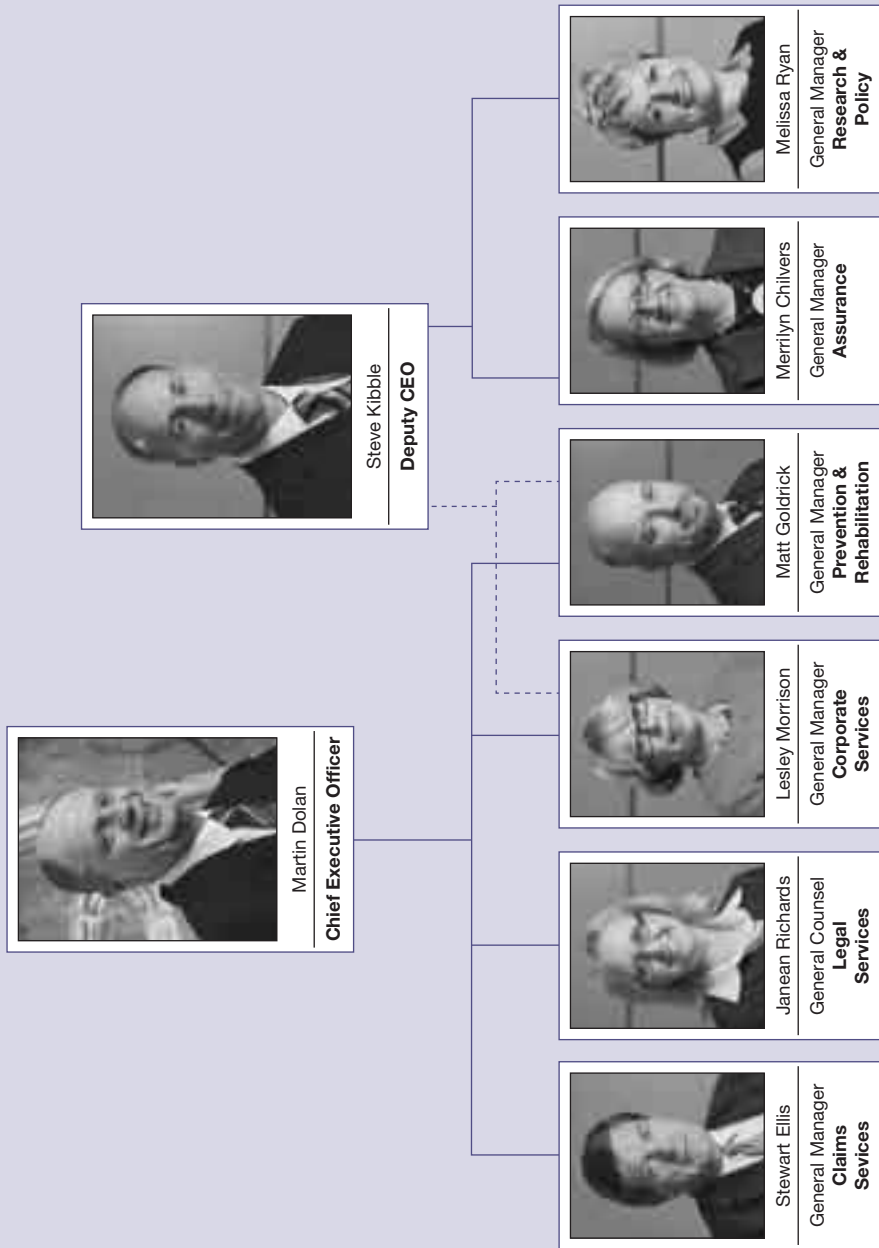 Martin Dolan
Chief Executive Officer
Steve Kibble
Deputy CEO
Stewart Ellis
General Manager
Claims
Sevices
Janean Richards
General Counsel
Legal
Services
Lesley Morrison
General Manager
Corporate
Services
Matt Goldrick
General Manager
Prevention &
Rehabilitation
Merrilyn Chilvers
General Manager
Assurance
Melissa Ryan
General Manager
Research &
Policy